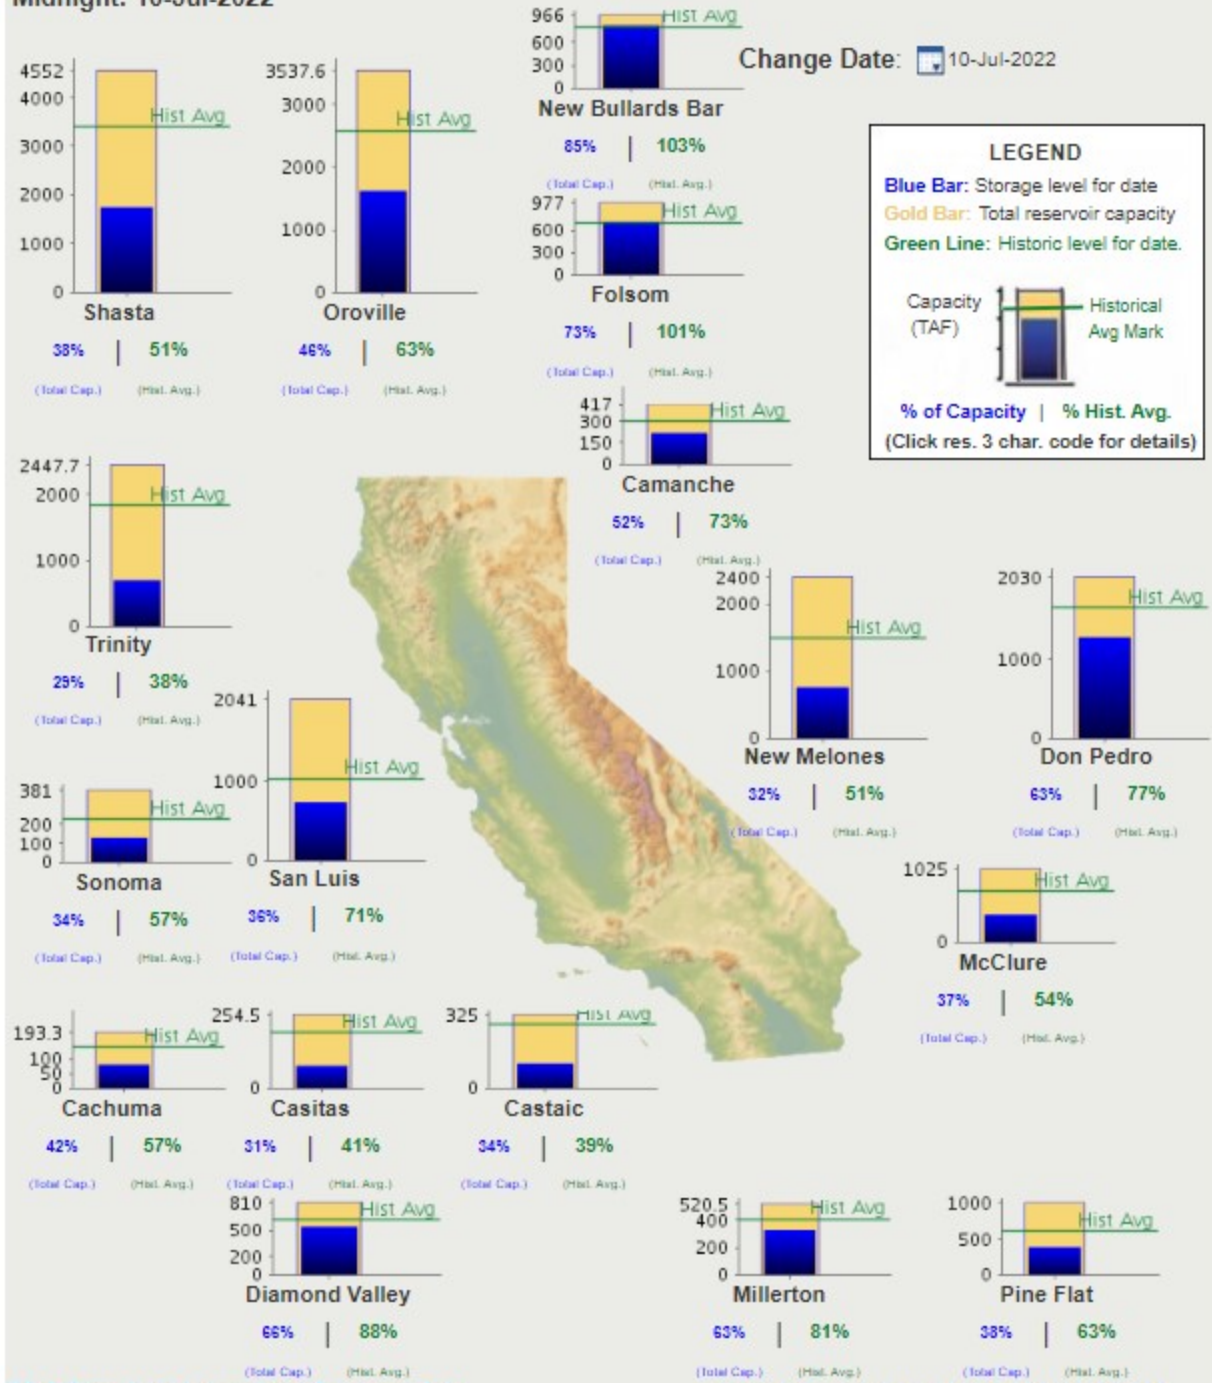 Midnight: 10-Jul-2022
Change Date: 10-Jul-2022
4552
4000
3000
2000
1000
0
Hist Avg
Shasta
38% | 51%
(Total Cap.) (Hist. Avg.)
3537.6
3000
2000
1000
0
Hist Avg
Oroville
46% | 63%
(Total Cap.) (Hist. Avg.)
966
600
300
0
Hist Avg
New Bullards Bar
85% | 103%
(Total Cap.) (Hist. Avg.)
977
600
300
0
Hist Avg
Folsom
73% | 101%
(Total Cap.) (Hist. Avg.)
LEGEND
Blue Bar: Storage level for date
Gold Bar: Total reservoir capacity
Green Line: Historic level for date.
Capacity
(TAF)
Historical
Avg Mark
% of Capacity | % Hist. Avg.
(Click res. 3 char. code for details)
417
300
150
0
Hist Avg
Camanche
52% | 73%
(Total Cap.) (Hist. Avg.)
2447.7
2000
1000
0
Hist Avg
Trinity
29% | 38%
(Total Cap.) (Hist. Avg.)
2400
2000
1000
0
Hist Avg
New Melones
32% | 51%
(Total Cap.) (Hist. Avg.)
2030
1000
0
Hist Avg
Don Pedro
63% | 77%
(Total Cap.) (Hist. Avg.)
381
200
100
0
Hist Avg
Sonoma
34% | 57%
(Total Cap.) (Hist. Avg.)
2041
1000
0
Hist Avg
San Luis
36% | 71%
(Total Cap.) (Hist. Avg.)
1025
0
Hist Avg
McClure
37% | 54%
(Total Cap.) (Hist. Avg.)
193.3
100
50
0
Hist Avg
Cachuma
42% | 57%
(Total Cap.) (Hist. Avg.)
254.5
0
Hist Avg
Casitas
31% | 41%
(Total Cap.) (Hist. Avg.)
325
0
Hist Avg
Castaic
34% | 39%
(Total Cap.) (Hist. Avg.)
810
500
200
0
Hist Avg
Diamond Valley
66% | 88%
(Total Cap.) (Hist. Avg.)
520.5
400
200
0
Hist Avg
Millerton
63% | 81%
(Total Cap.) (Hist. Avg.)
1000
500
0
Hist Avg
Pine Flat
38% | 63%
(Total Cap.) (Hist. Avg.)